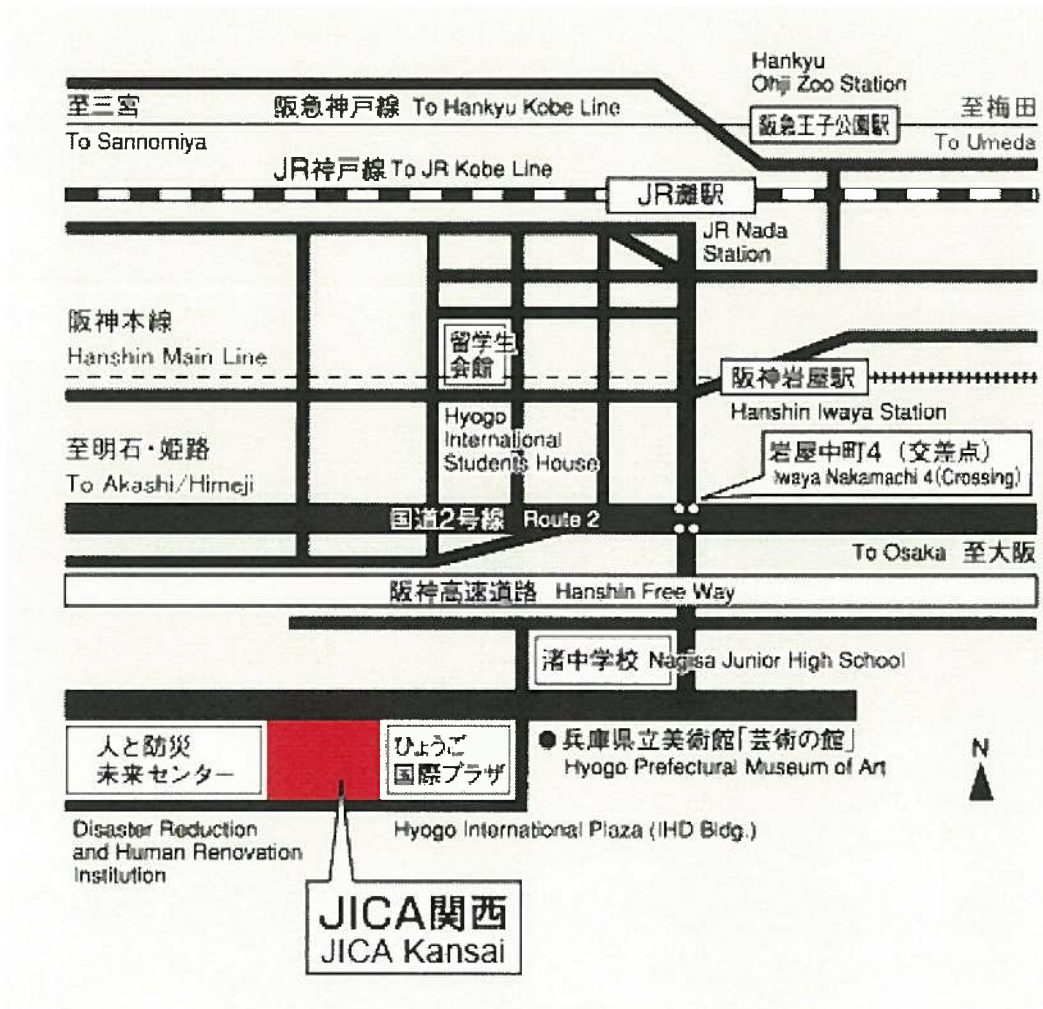 Hankyu
Ohji Zoo Station
阪急王子公園駅
至三宮
To Sannomiya
阪急神戸線 To Hankyu Kobe Line
至梅田
To Umeda
JR神戸線 To JR Kobe Line
JR灘駅
JR Nada
Station
阪神本線
Hanshin Main Line
留学生
会館
Hyogo
International
Students House
阪神岩屋駅
Hanshin Iwaya Station
至明石・姫路
To Akashi/Himeji
岩屋中町4（交差点）
Iwaya Nakamachi 4(Crossing)
国道2号線 Route 2
To Osaka 至大阪
阪神高速道路 Hanshin Free Way
渚中学校 Nagisa Junior High School
人と防災
未来センター
Disaster Reduction
and Human Renovation
Institution
ひょうご
国際プラザ
Hyogo International Plaza (IHD Bldg.)
●兵庫県立美術館「芸術の館」
Hyogo Prefectural Museum of Art
N
JICA関西
JICA Kansai